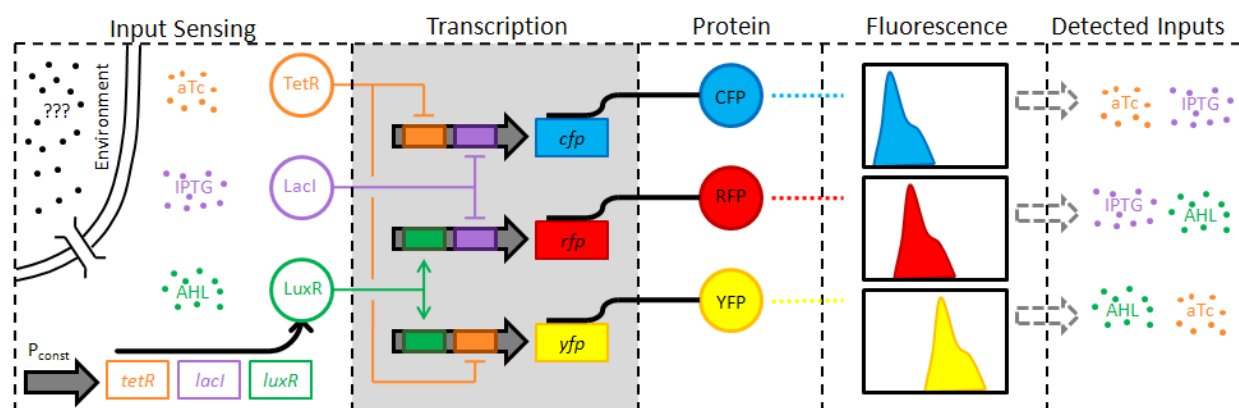 Input Sensing
Transcription
Protein
Fluorescence
Detected Inputs
???
Environment
aTc
TetR
cfp
CFP
aTc
IPTG
IPTG
LacI
rfp
RFP
IPTG
AHL
AHL
LuxR
yfp
YFP
AHL
aTc
Pconst
tetR
lacI
luxR